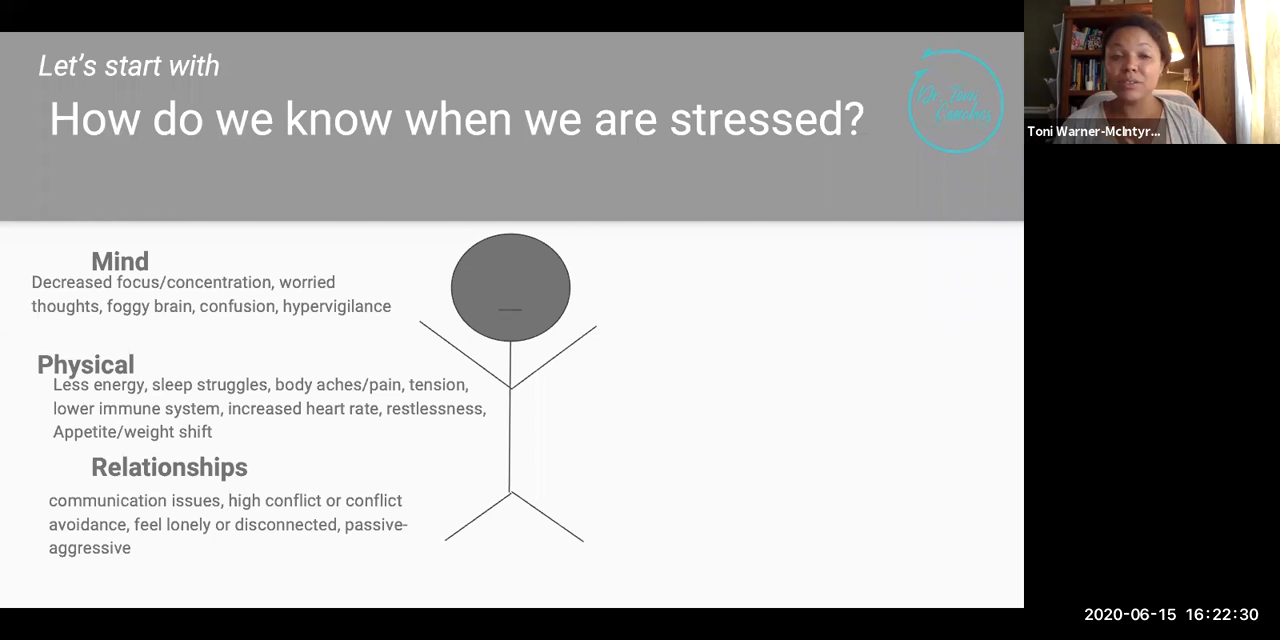 Let's start with
How do we know when we are stressed?
Dr. Toni
Coaches
Toni Warner-McIntyr...
Mind
Decreased focus/concentration, worried
thoughts, foggy brain, confusion, hypervigilance
Physical
Less energy, sleep struggles, body aches/pain, tension,
lower immune system, increased heart rate, restlessness,
Appetite/weight shift
Relationships
communication issues, high conflict or conflict
avoidance, feel lonely or disconnected, passive-
aggressive
2020-06-15 16:22:30